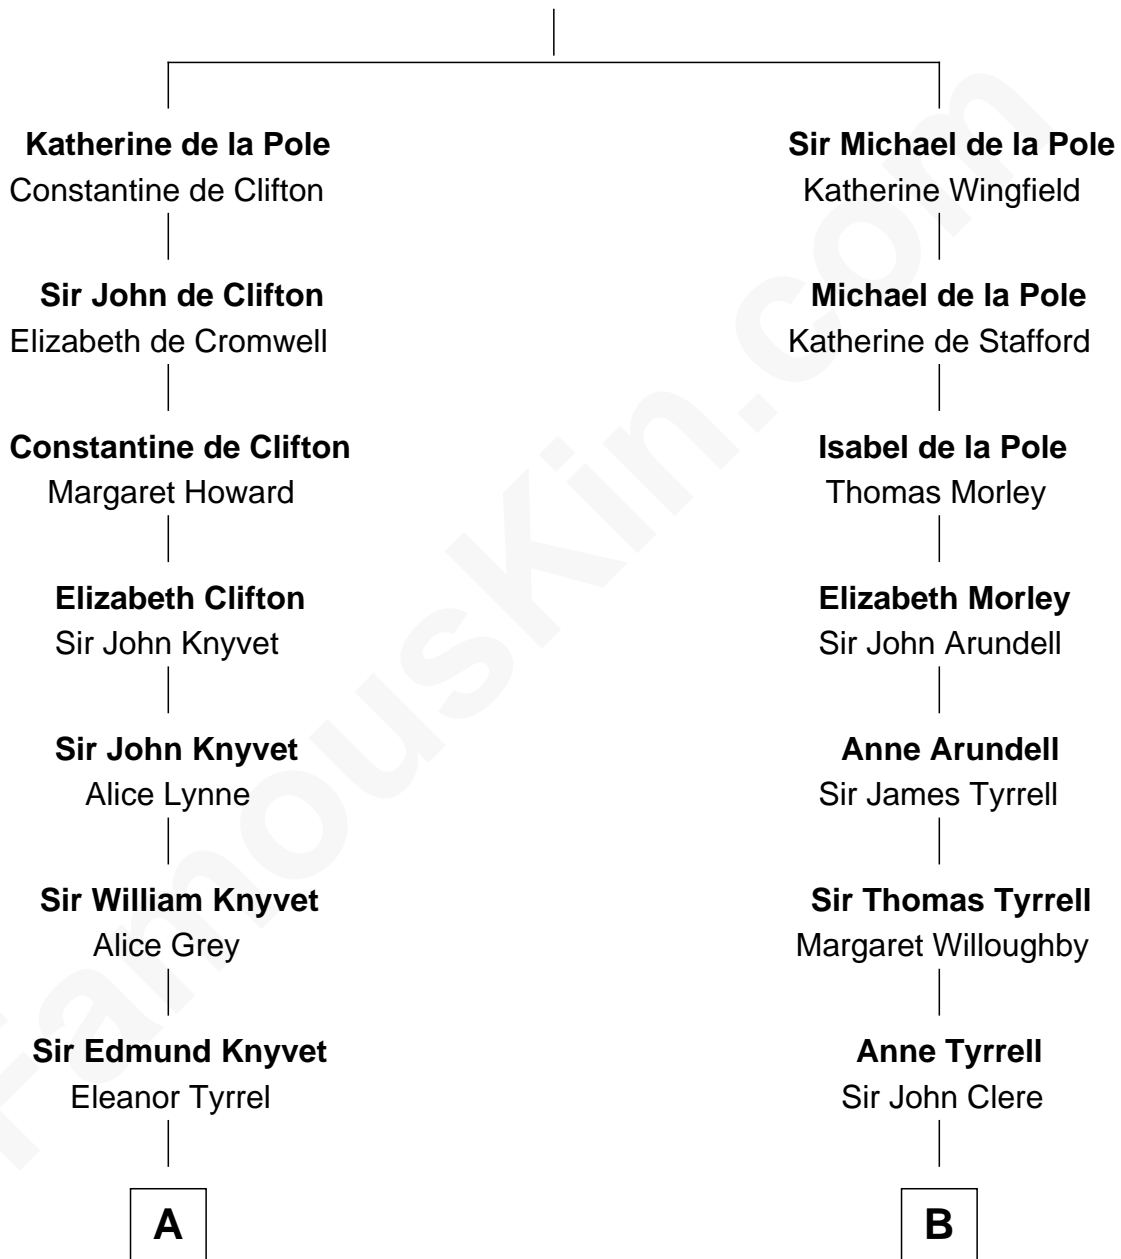 Katherine de la Pole
Constantine de Clifton
Sir John de Clifton
Elizabeth de Cromwell
Constantine de Clifton
Margaret Howard
Elizabeth Clifton
Sir John Knyvet
Sir John Knyvet
Alice Lynne
Sir William Knyvet
Alice Grey
Sir Edmund Knyvet
Eleanor Tyrrel
A
Sir Michael de la Pole
Katherine Wingfield
Michael de la Pole
Katherine de Stafford
Isabel de la Pole
Thomas Morley
Elizabeth Morley
Sir John Arundell
Anne Arundell
Sir James Tyrrell
Sir Thomas Tyrrell
Margaret Willoughby
Anne Tyrrell
Sir John Clere
B
FamousKin.com